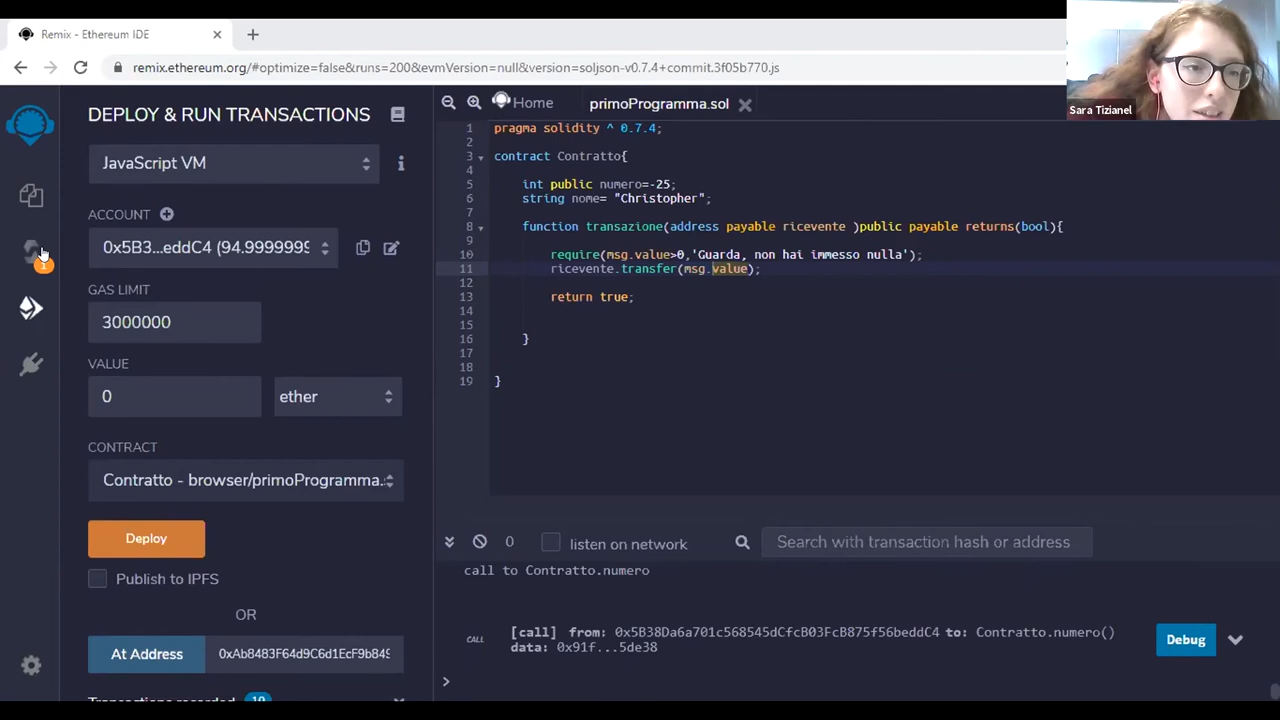 Remix - Ethereum IDE
remix.ethereum.org/#optimize=false&runs=200&evmVersion=null&version=soljson-v0.7.4+commit.3f05b770.js
Sara Tizianel
DEPLOY & RUN TRANSACTIONS
JavaScript VM
ACCOUNT
0x5B3...eddC4 (94.9999999
GAS LIMIT
3000000
VALUE
0 ether
CONTRACT
Contratto - browser/primoPrograma.
Deploy
Publish to IPFS
OR
At Address 0xAb8483F64d9C6d1EcF9b849
Transactions recorded 19
1
Home primoProgramma.sol
1 pragma solidity ^ 0.7.4;
2
3 contract Contratto{
4
5 int public numero=-25;
6 string nome= "Christopher";
7
8 function transazione(address payable ricevente )public payable returns(bool){
9
10 require(msg.value>0,'Guarda, non hai immesso nulla');
11 ricevente.transfer(msg.value);
12
13 return true;
14
15
16 }
17
18
19 }
0 listen on network Search with transaction hash or address
call to Contratto.numero
CALL [call] from: 0x5B38Da6a701c568545dCfcB03FcB875f56beddC4 to: Contratto.numero()
data: 0x91f...5de38
Debug
>